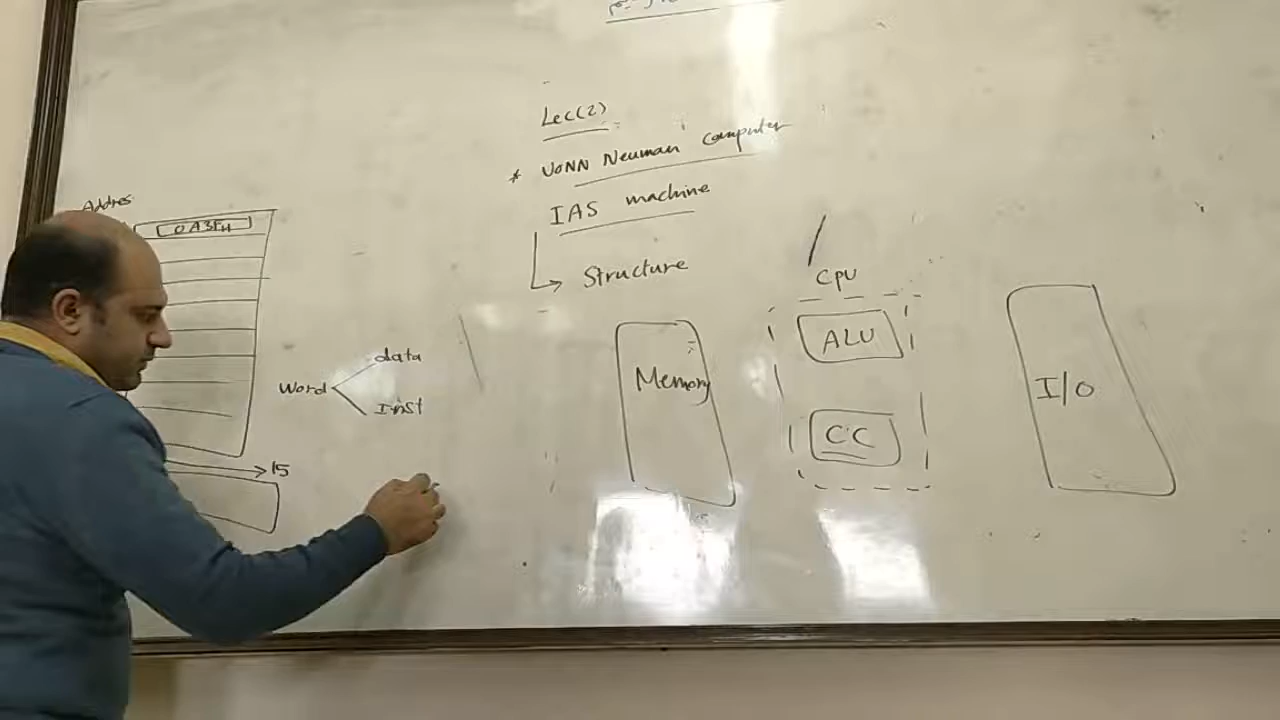 Lec(2)
* VONN Neuman Computer
IAS machine
Structure
Addres
0A3FH
Word
data
Inst
15
Memory
CPU
ALU
CC
I/O